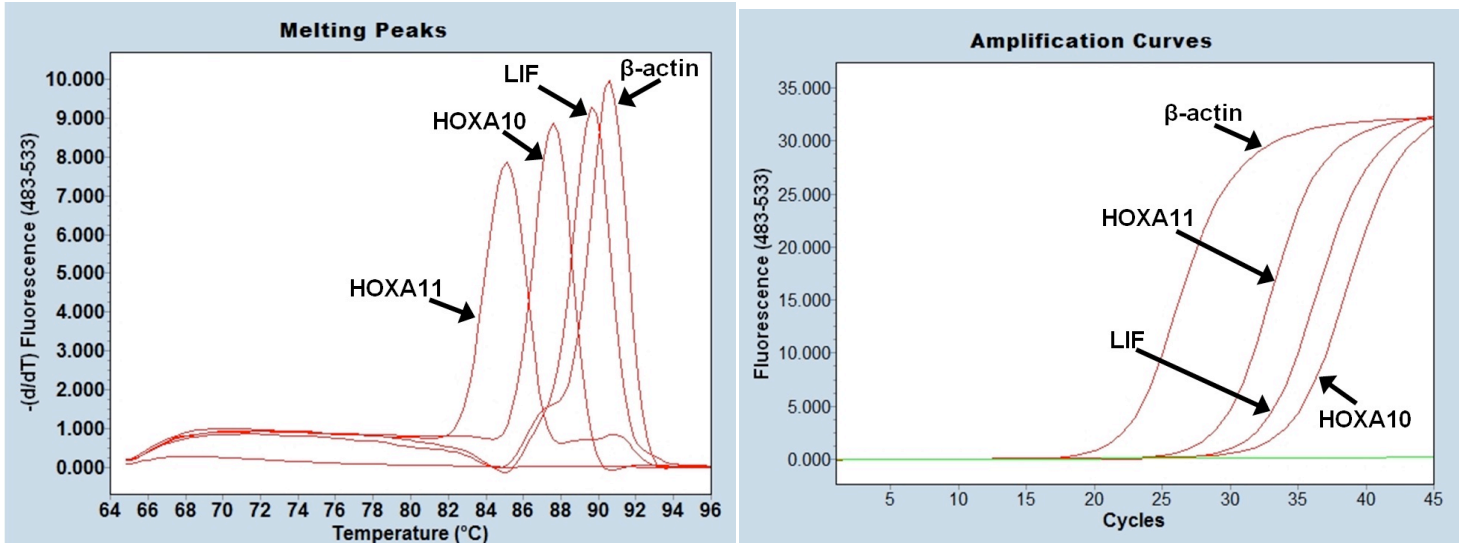 Melting Peaks
-(d/dT) Fluorescence (483-533)
10.000
9.000
8.000
7.000
6.000
5.000
4.000
3.000
2.000
1.000
0.000
HOXA11
HOXA10
LIF
β-actin
64 66 68 70 72 74 76 78 80 82 84 86 88 90 92 94 96
Temperature (°C)
Amplification Curves
Fluorescence (483-533)
35.000
30.000
25.000
20.000
15.000
10.000
5.000
0.000
β-actin
HOXA11
LIF
HOXA10
5 10 15 20 25 30 35 40 45
Cycles